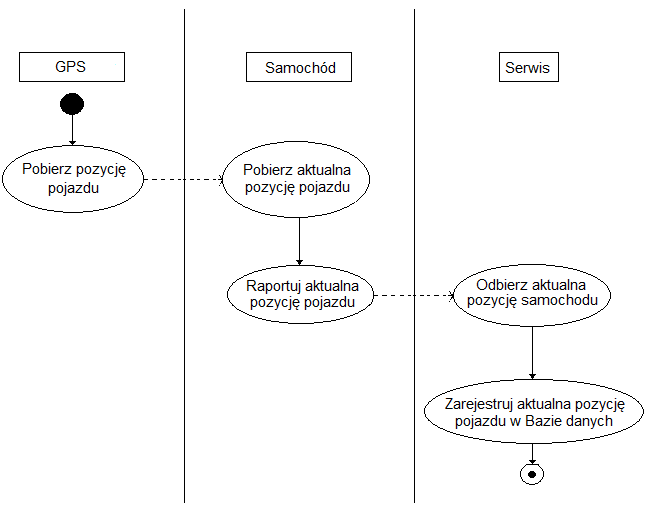 GPS
Samochód
Serwis
Pobierz pozycję
pojazdu
Pobierz aktualna
pozycję pojazdu
Raportuj aktualna
pozycję pojazdu
Odbierz aktualna
pozycję samochodu
Zarejestruj aktualna pozycję
pojazdu w Bazie danych